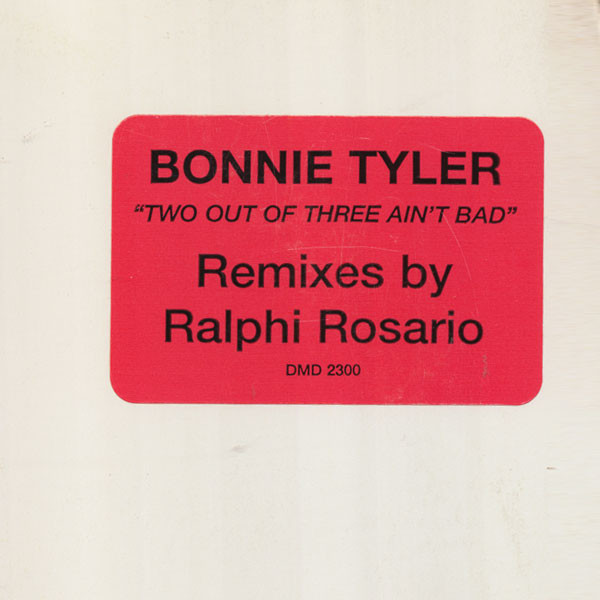 BONNIE TYLER
“TWO OUT OF THREE AIN’T BAD”
Remixes by
Ralphi Rosario
DMD 2300